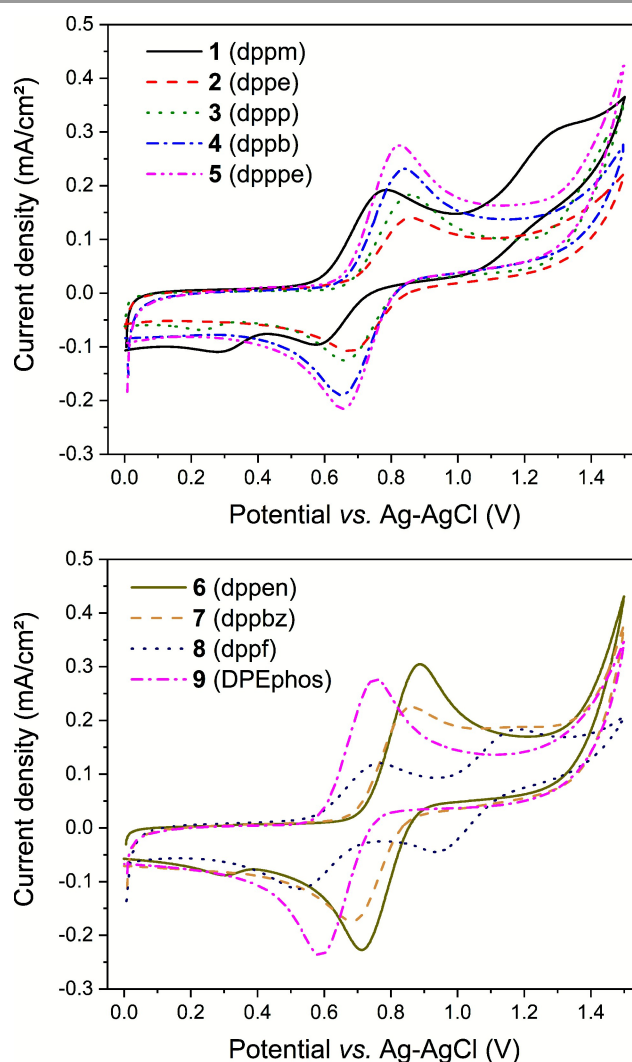 0.5
0.4
0.3
0.2
0.1
0.0
-0.1
-0.2
-0.3
Current density (mA/cm²)
1 (dppm)
2 (dppe)
3 (dppp)
4 (dppb)
5 (dpppe)
0.0 0.2 0.4 0.6 0.8 1.0 1.2 1.4
Potential vs. Ag-AgCl (V)
0.5
0.4
0.3
0.2
0.1
0.0
-0.1
-0.2
-0.3
Current density (mA/cm²)
6 (dppen)
7 (dppbz)
8 (dppf)
9 (DPEphos)
0.0 0.2 0.4 0.6 0.8 1.0 1.2 1.4
Potential vs. Ag-AgCl (V)